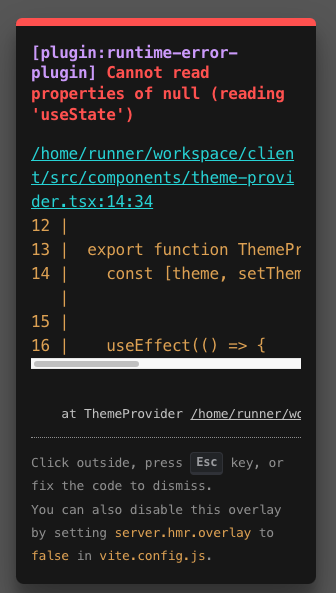 [plugin:runtime-error-
plugin] Cannot read
properties of null (reading
'useState')
/home/runner/workspace/clien
t/src/components/theme-provi
der.tsx:14:34
12 |
13 |  export function ThemePr
14 |    const [theme, setThem
   |
15 |
16 |    useEffect(() => {
at ThemeProvider /home/runner/wo
Click outside, press Esc key, or
fix the code to dismiss.
You can also disable this overlay
by setting server.hmr.overlay to
false in vite.config.js.